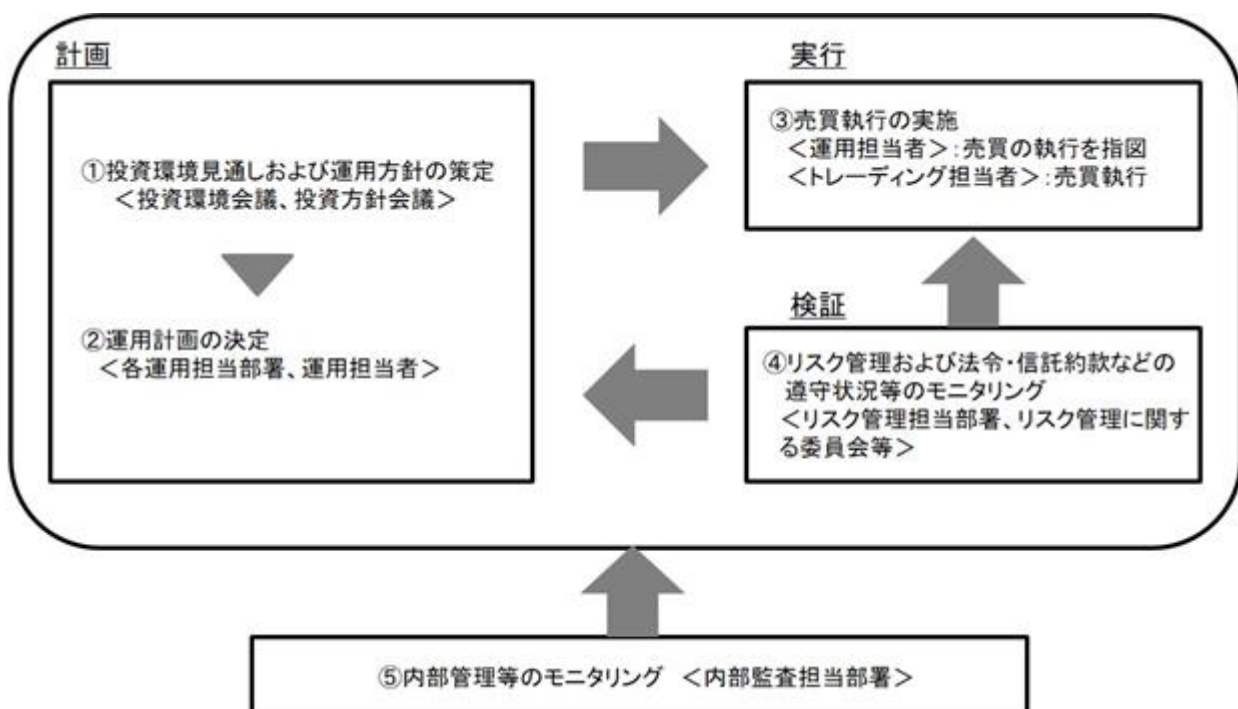 計画
①投資環境見通しおよび運用方針の策定
＜投資環境会議、投資方針会議＞
②運用計画の決定
＜各運用担当部署、運用担当者＞
実行
③売買執行の実施
＜運用担当者＞：売買の執行を指図
＜トレーディング担当者＞：売買執行
検証
④リスク管理および法令・信託約款などの
遵守状況等のモニタリング
＜リスク管理担当部署、リスク管理に関す
る委員会等＞
⑤内部管理等のモニタリング　＜内部監査担当部署＞